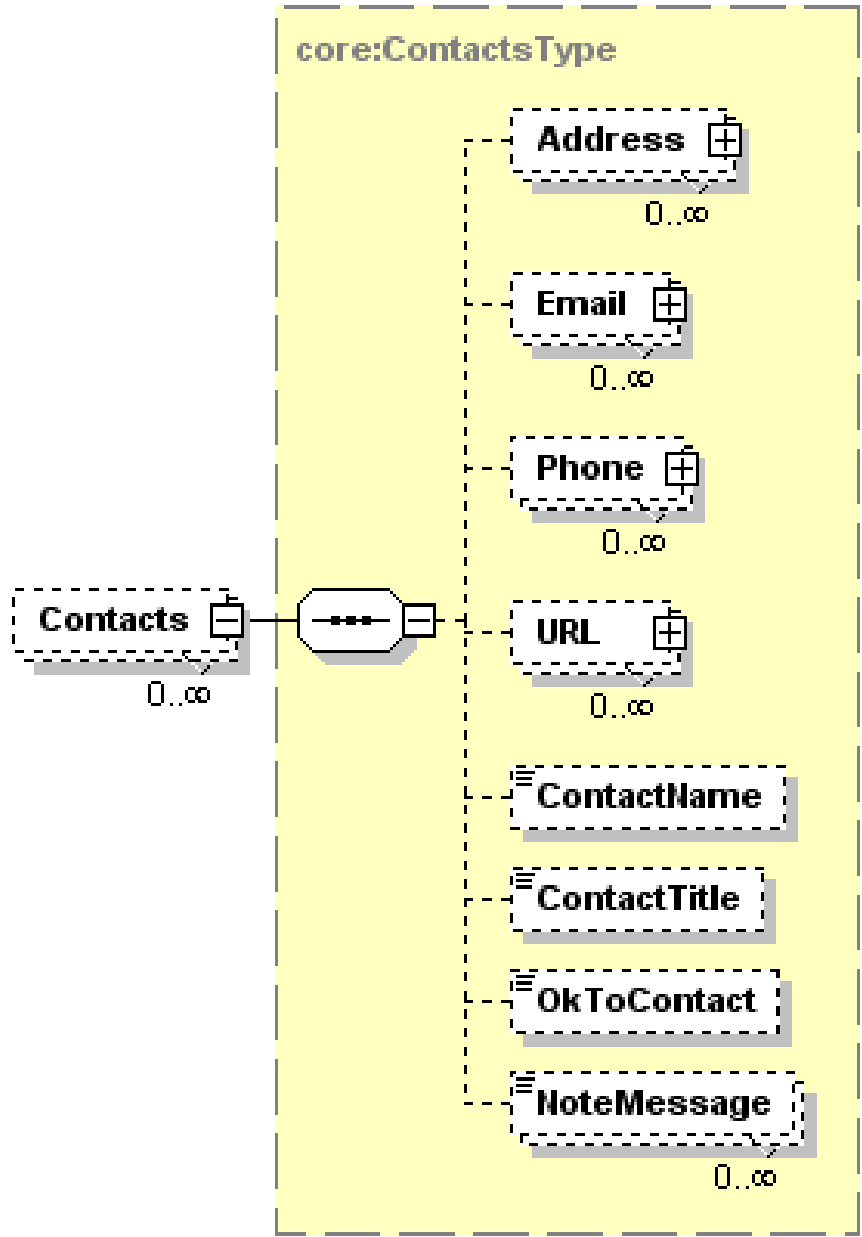 core:ContactsType
Address
0..∞
Email
0..∞
Phone
0..∞
Contacts
0..∞
URL
0..∞
ContactName
ContactTitle
OkToContact
NoteMessage
0..∞